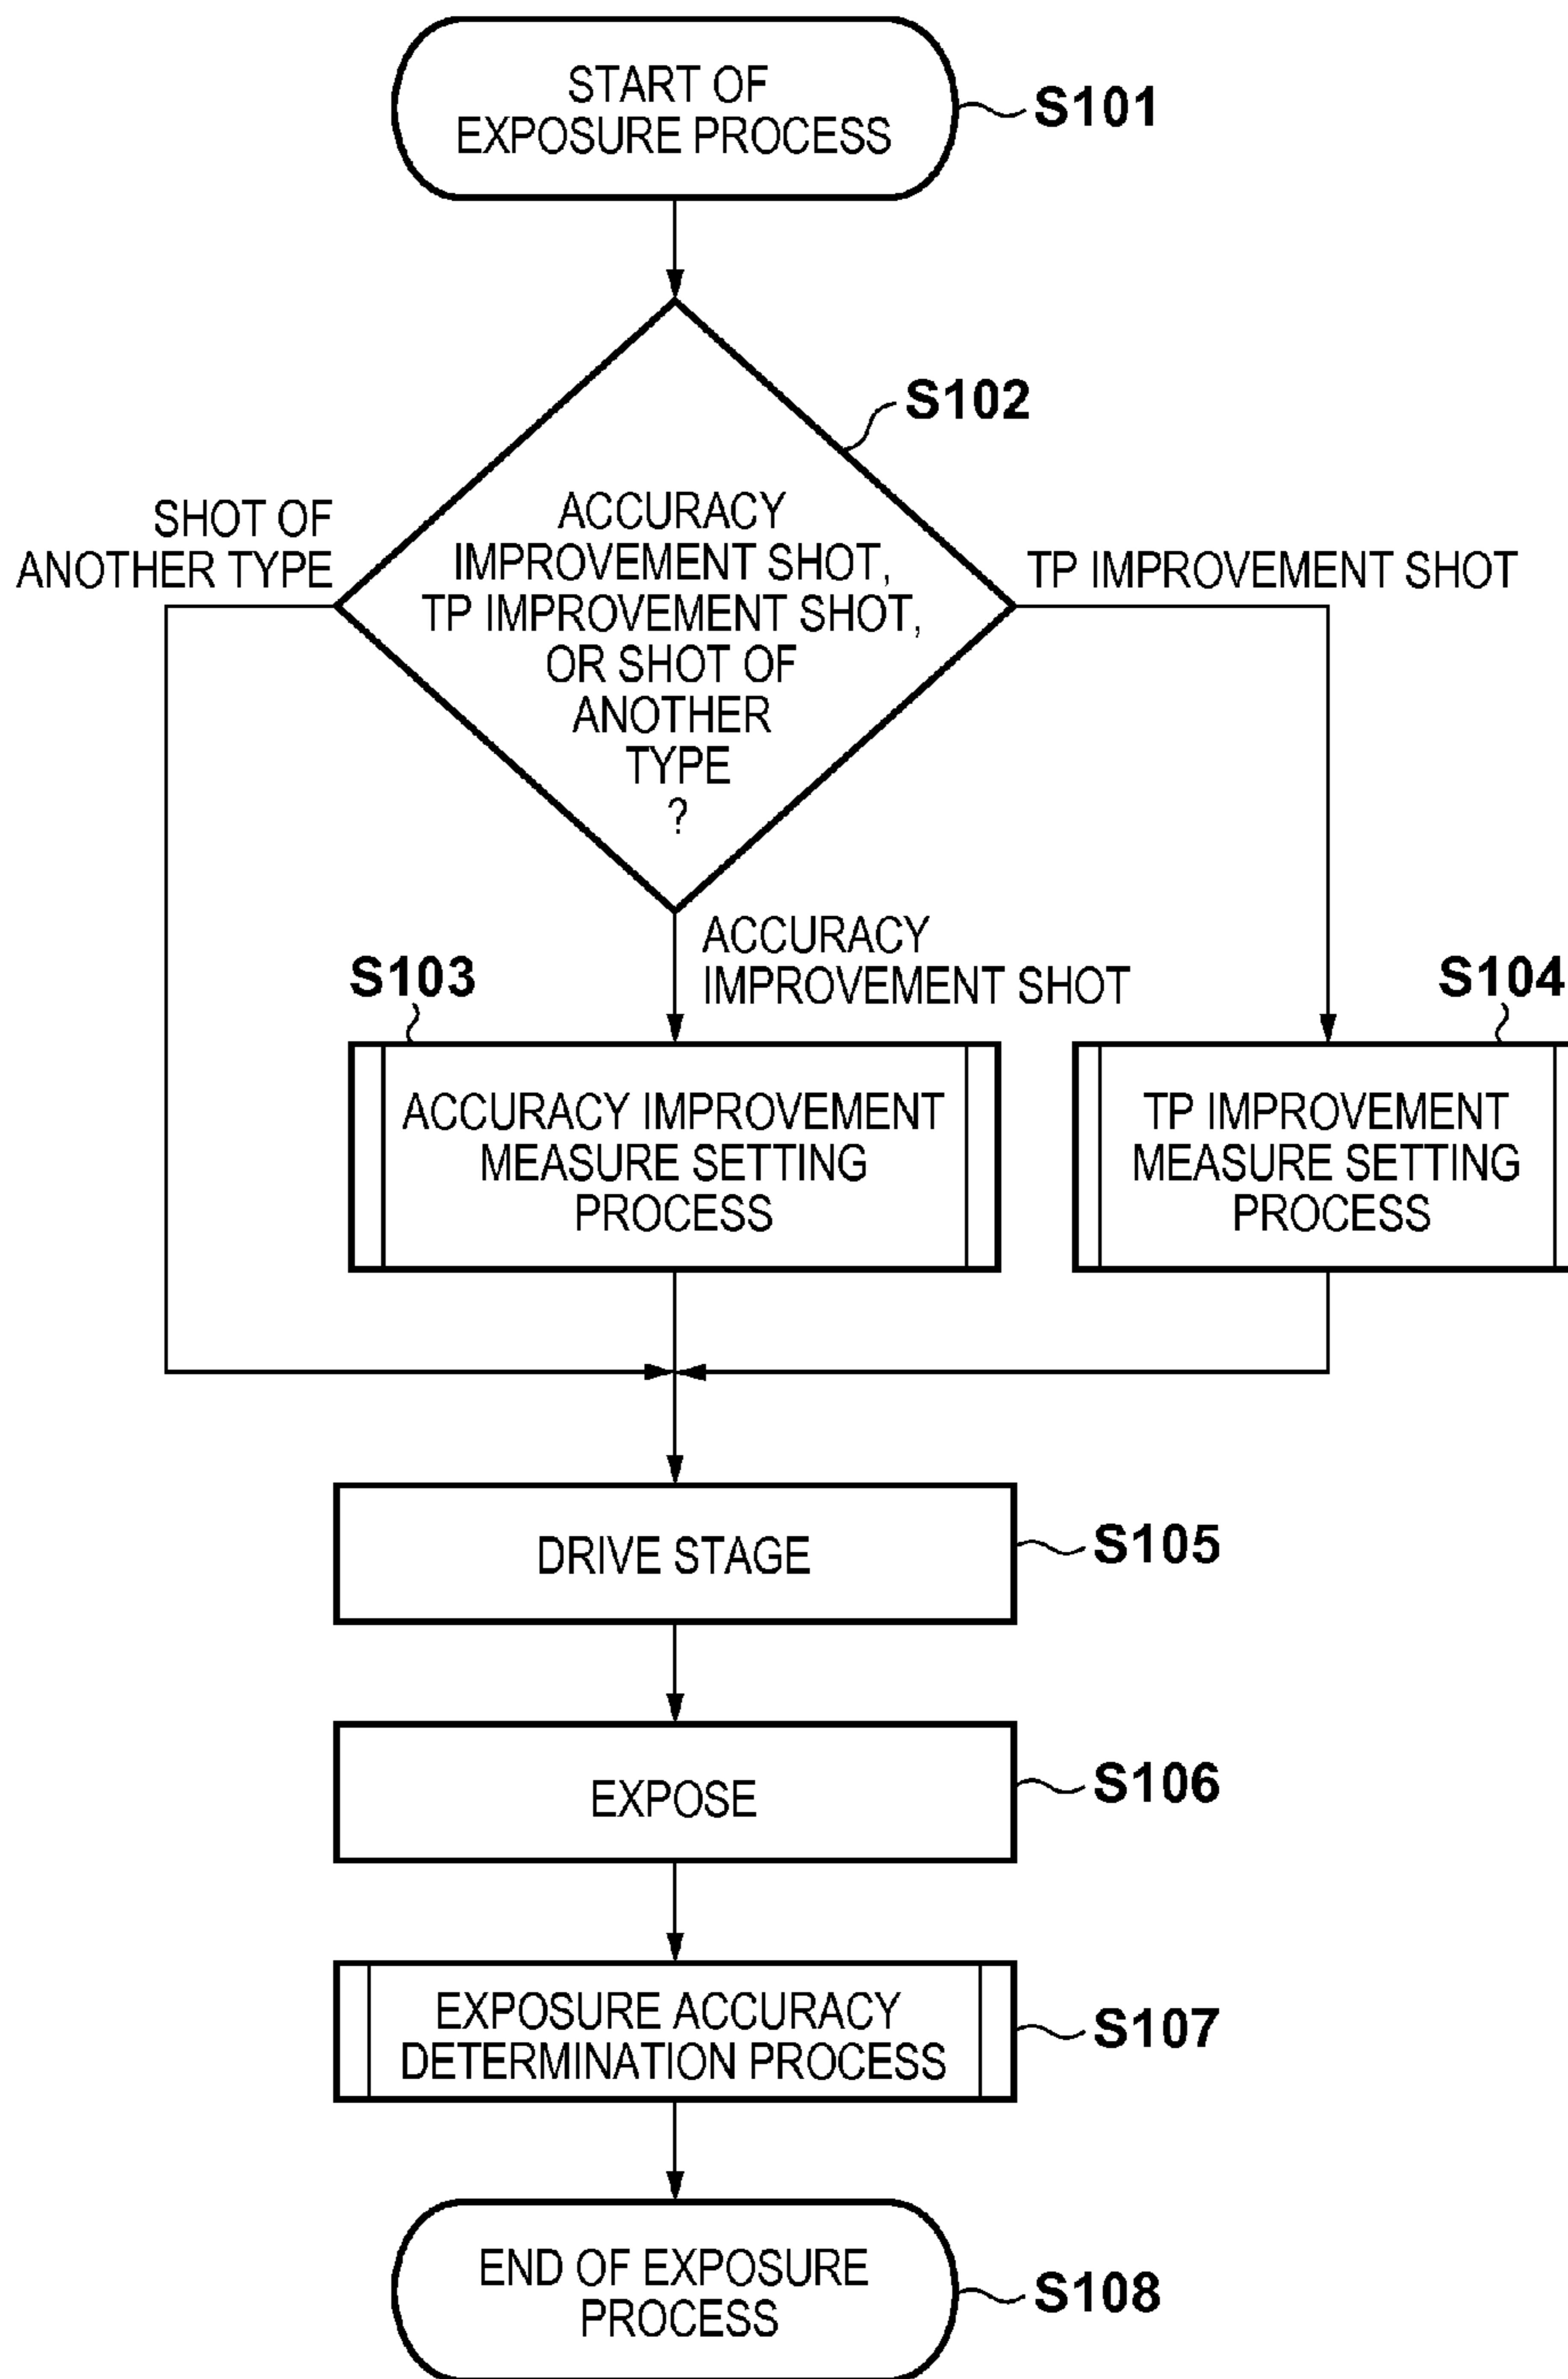 START OF
EXPOSURE PROCESS
S101
S102
SHOT OF
ANOTHER TYPE
ACCURACY
IMPROVEMENT SHOT,
TP IMPROVEMENT SHOT,
OR SHOT OF
ANOTHER
TYPE
?
TP IMPROVEMENT SHOT
ACCURACY
IMPROVEMENT SHOT
S103
S104
ACCURACY IMPROVEMENT
MEASURE SETTING
PROCESS
TP IMPROVEMENT
MEASURE SETTING
PROCESS
DRIVE STAGE
S105
EXPOSE
S106
EXPOSURE ACCURACY
DETERMINATION PROCESS
S107
END OF EXPOSURE
PROCESS
S108